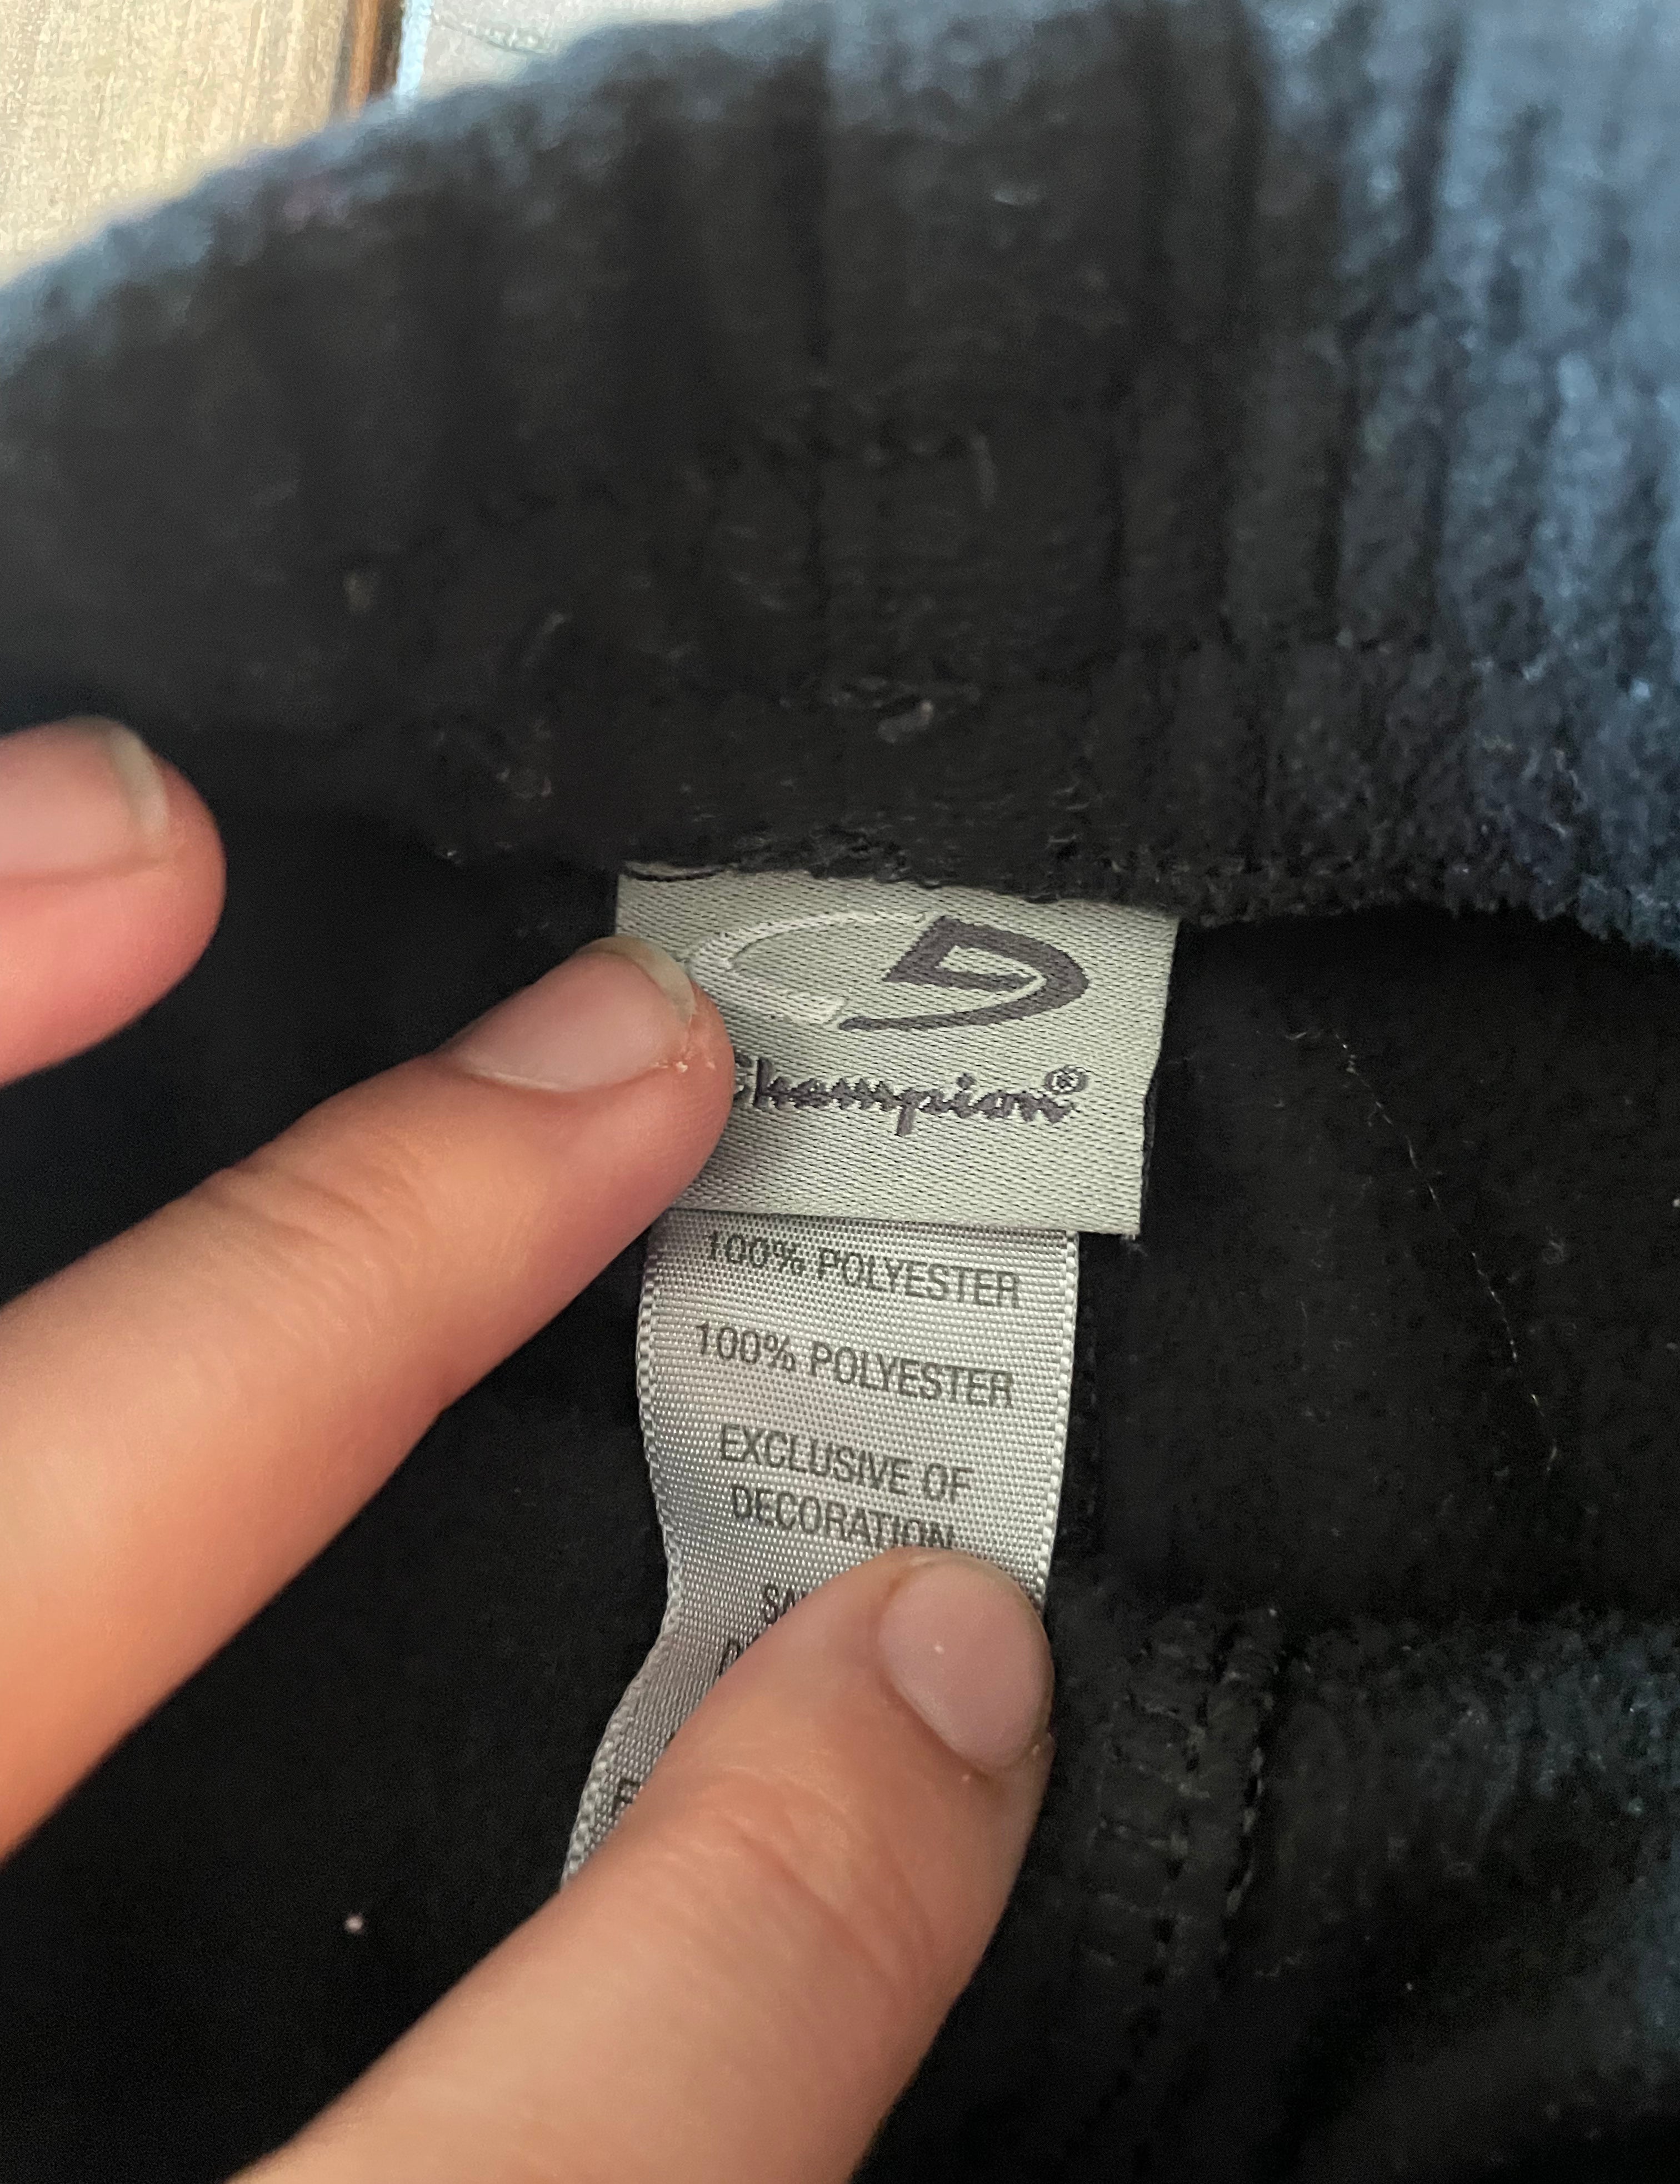 Champion®
100% POLYESTER
100% POLYESTER
EXCLUSIVE OF
DECORATION